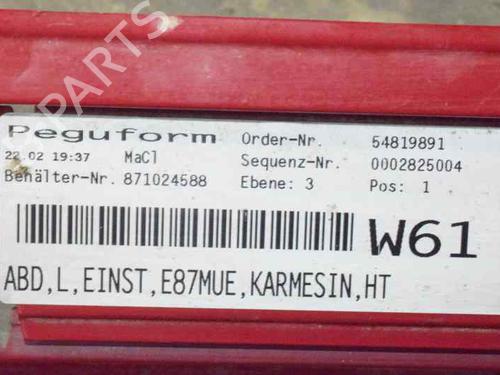 Peguform Order-Nr. 54819891
22.02 19:37 MaCl Sequenz-Nr. 0002825004
Behälter-Nr. 871024588 Ebene: 3 Pos: 1
W61
ABD,L,EINST,E87MUE,KARMESIN,HT